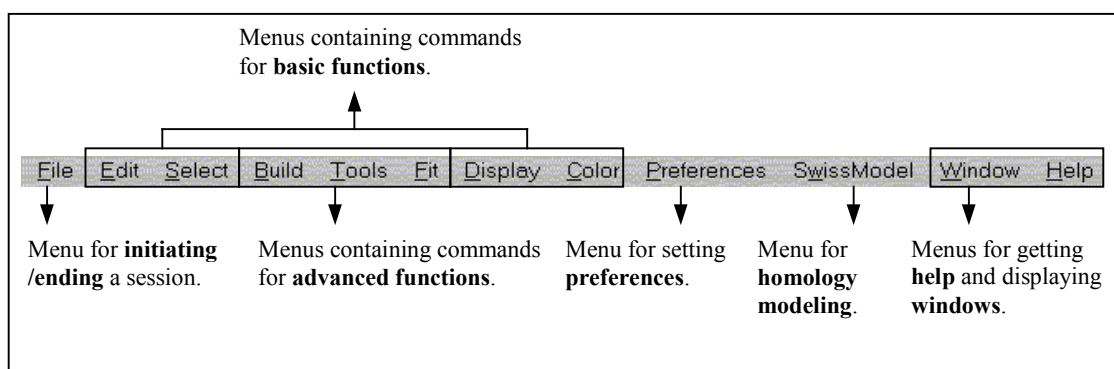 Menus containing commands
for basic functions.
File Edit Select Build Tools Fit Display Color Preferences SwissModel Window Help
Menu for initiating
/ending a session.
Menus containing commands
for advanced functions.
Menu for setting
preferences.
Menu for
homology
modeling.
Menus for getting
help and displaying
windows.